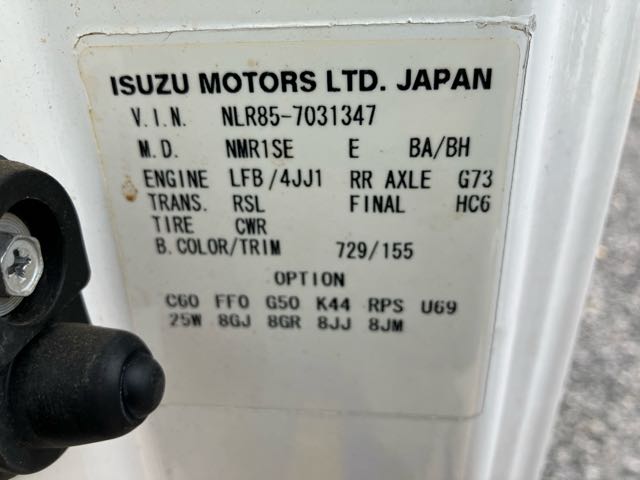 ISUZU MOTORS LTD. JAPAN
V.I.N. NLR85-7031347
M.D. NMR1SE E BA/BH
ENGINE LFB/4JJ1 RR AXLE G73
TRANS. RSL FINAL HC6
TIRE CWR
B.COLOR/TRIM 729/155
OPTION
C60 FF0 G50 K44 RPS U69
25W 8GJ 8GR 8JJ 8JM